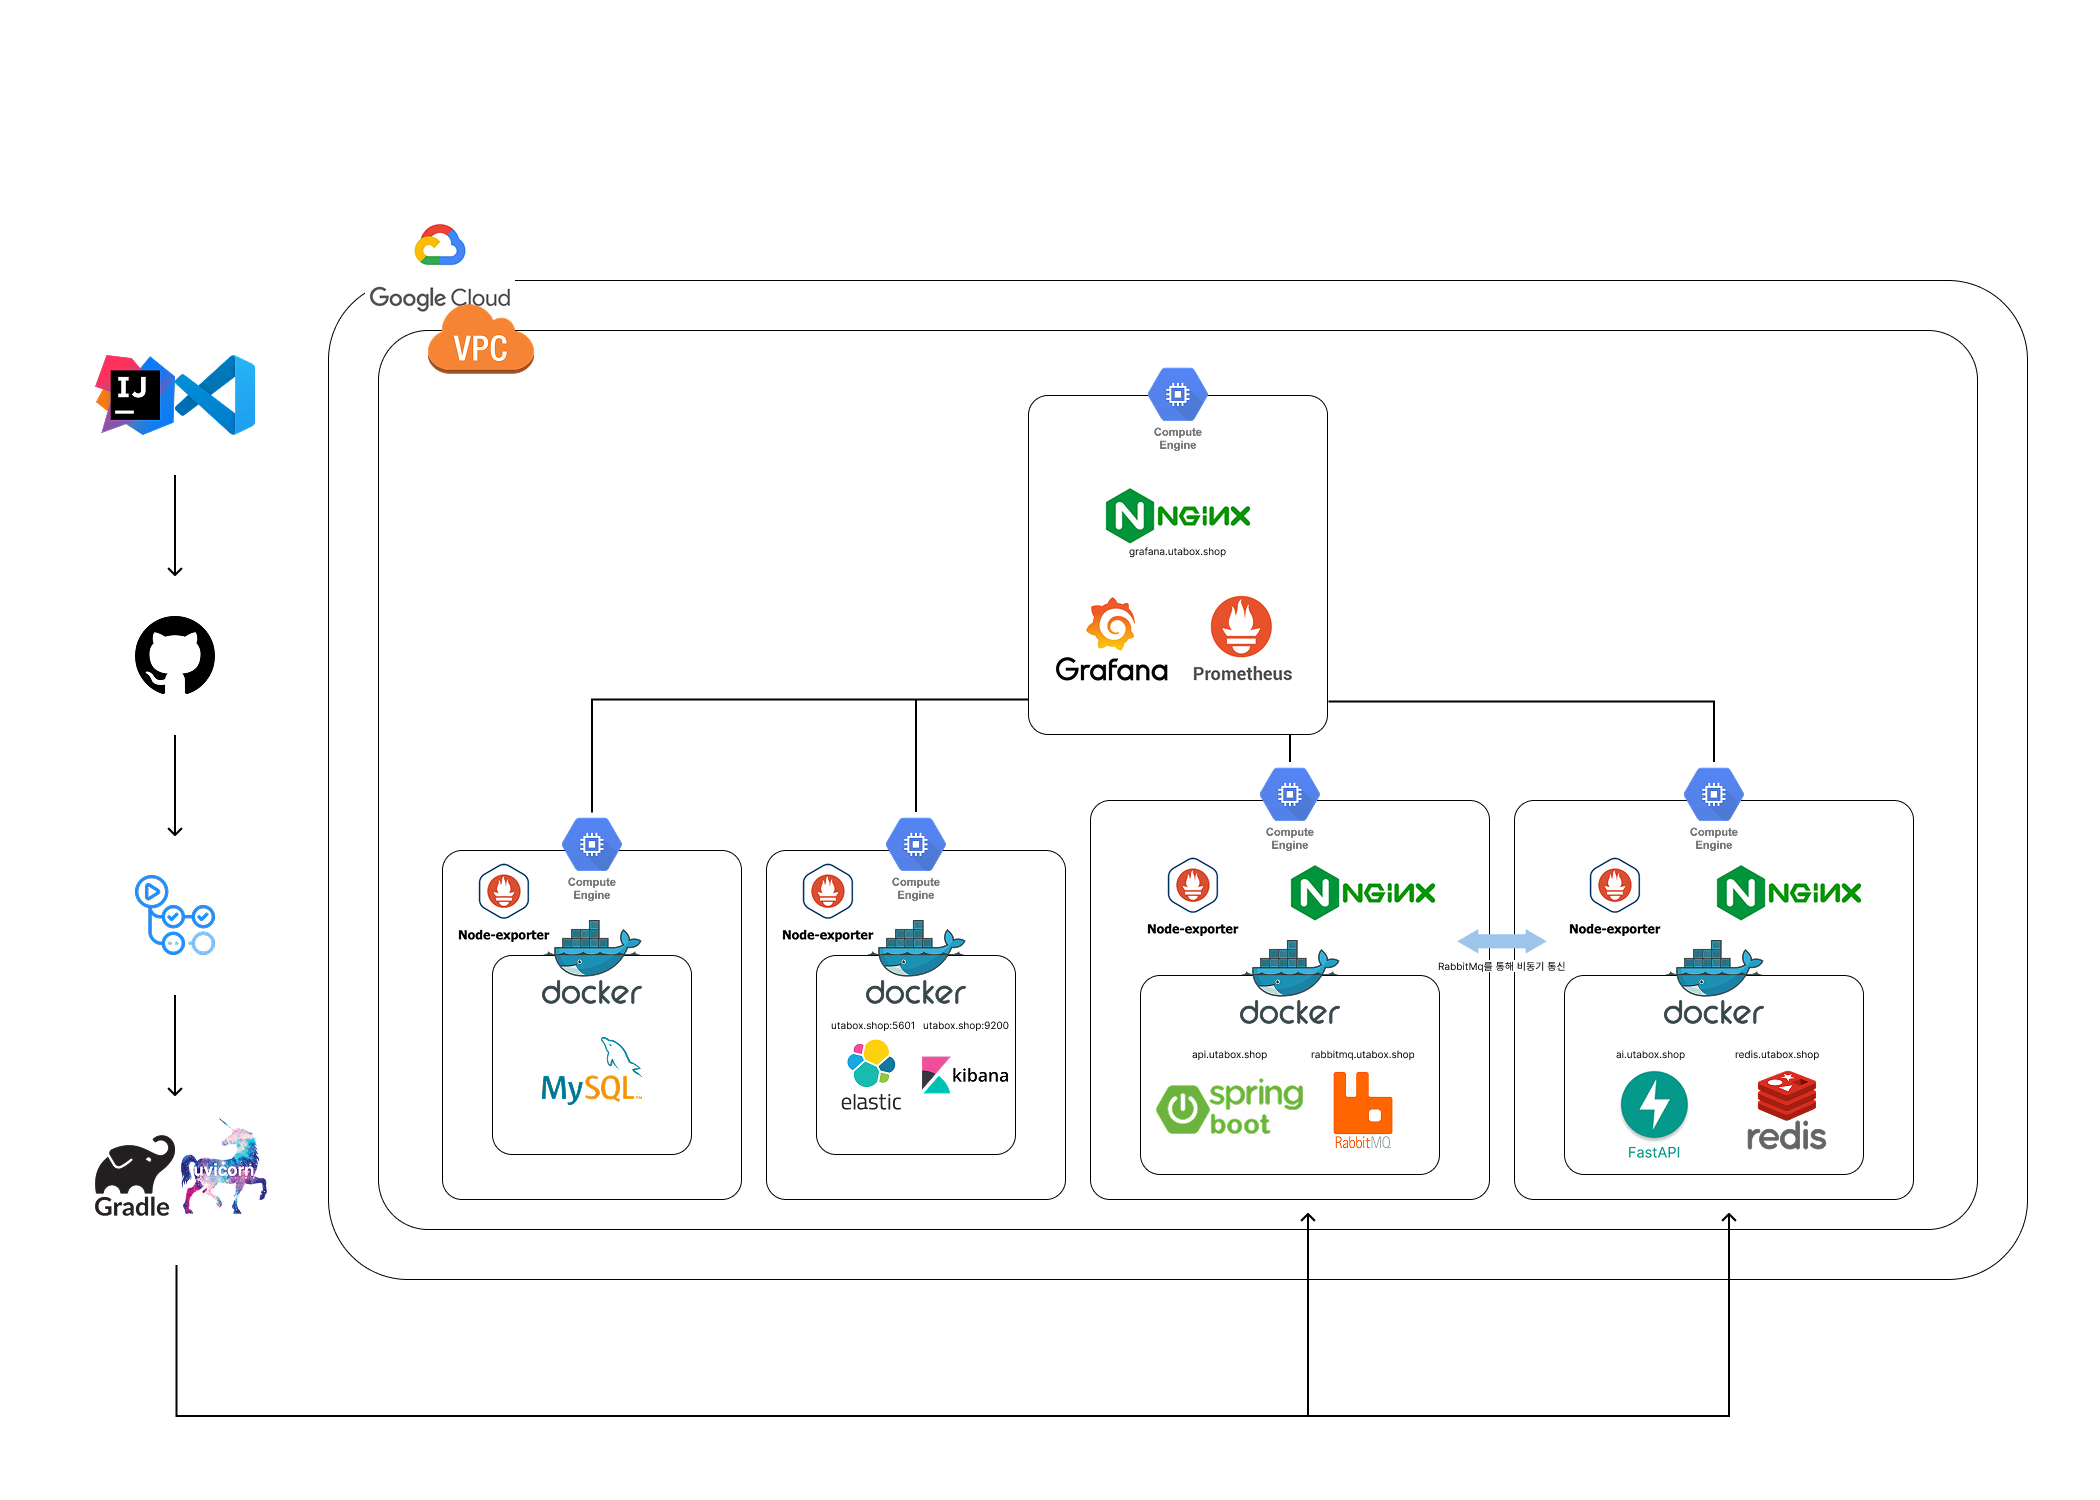 Google Cloud
VPC
IJ
Compute
Engine
NGINX
grafana.utabox.shop
Grafana
Prometheus
Compute
Engine
Node-exporter
docker
MySQL™
Compute
Engine
Node-exporter
docker
utabox.shop:5601
utabox.shop:9200
elastic
kibana
Compute
Engine
NGINX
Node-exporter
docker
api.utabox.shop
rabbitmq.utabox.shop
spring
boot
RabbitMQ
RabbitMq를 통해 비동기 통신
Compute
Engine
NGINX
Node-exporter
docker
ai.utabox.shop
redis.utabox.shop
FastAPI
redis
Gradle
uvicorn